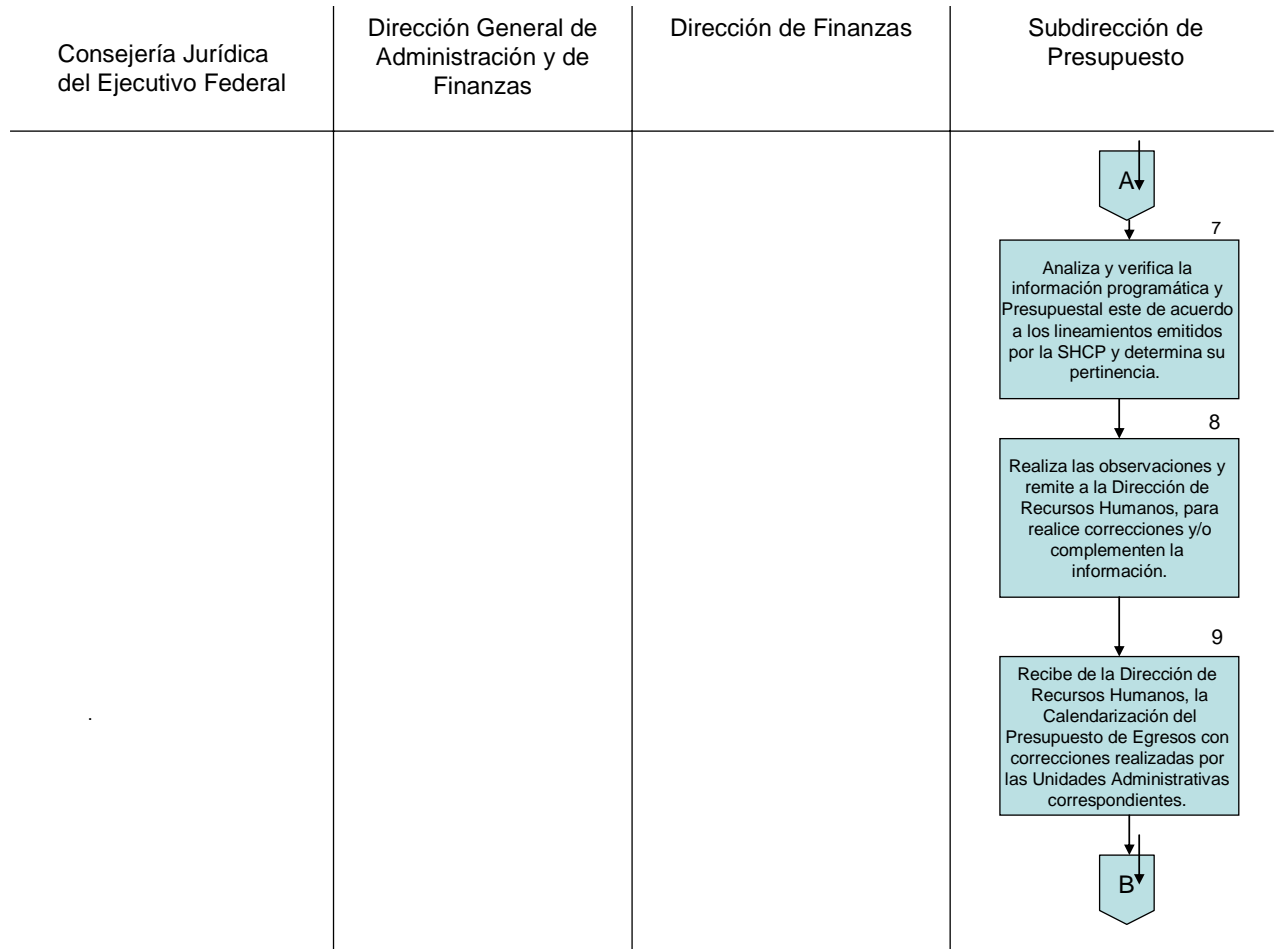 Consejería Jurídica
del Ejecutivo Federal
Dirección General de
Administración y de
Finanzas
Dirección de Finanzas
Subdirección de
Presupuesto
A
7
Analiza y verifica la
información programática y
Presupuestal este de acuerdo
a los lineamientos emitidos
por la SHCP y determina su
pertinencia.
8
Realiza las observaciones y
remite a la Dirección de
Recursos Humanos, para
realice correcciones y/o
complementen la
información.
9
Recibe de la Dirección de
Recursos Humanos, la
Calendarización del
Presupuesto de Egresos con
correcciones realizadas por
las Unidades Administrativas
correspondientes.
.
B